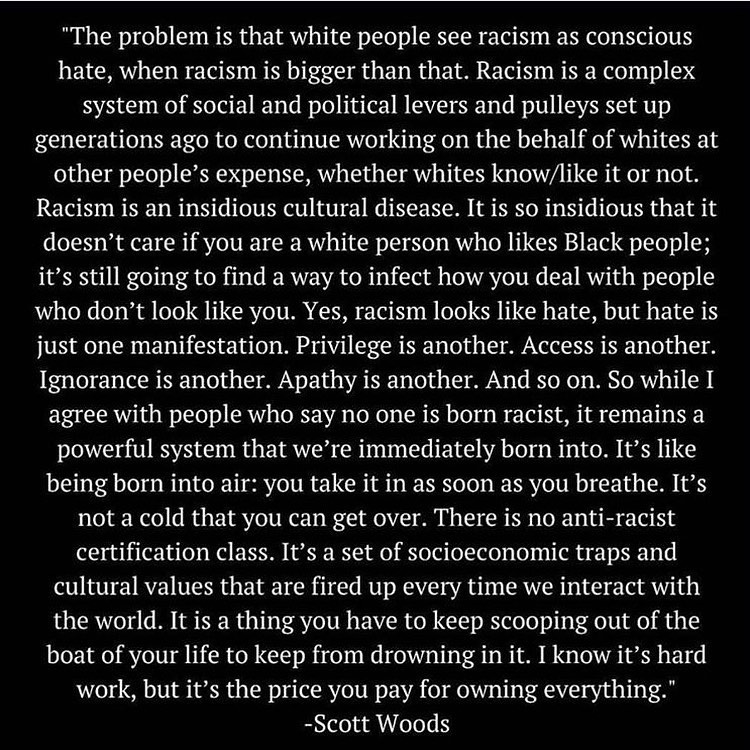 "The problem is that white people see racism as conscious
hate, when racism is bigger than that. Racism is a complex
system of social and political levers and pulleys set up
generations ago to continue working on the behalf of whites at
other people’s expense, whether whites know/like it or not.
Racism is an insidious cultural disease. It is so insidious that it
doesn’t care if you are a white person who likes Black people;
it’s still going to find a way to infect how you deal with people
who don’t look like you. Yes, racism looks like hate, but hate is
just one manifestation. Privilege is another. Access is another.
Ignorance is another. Apathy is another. And so on. So while I
agree with people who say no one is born racist, it remains a
powerful system that we’re immediately born into. It’s like
being born into air: you take it in as soon as you breathe. It’s
not a cold that you can get over. There is no anti-racist
certification class. It’s a set of socioeconomic traps and
cultural values that are fired up every time we interact with
the world. It is a thing you have to keep scooping out of the
boat of your life to keep from drowning in it. I know it’s hard
work, but it’s the price you pay for owning everything."
-Scott Woods